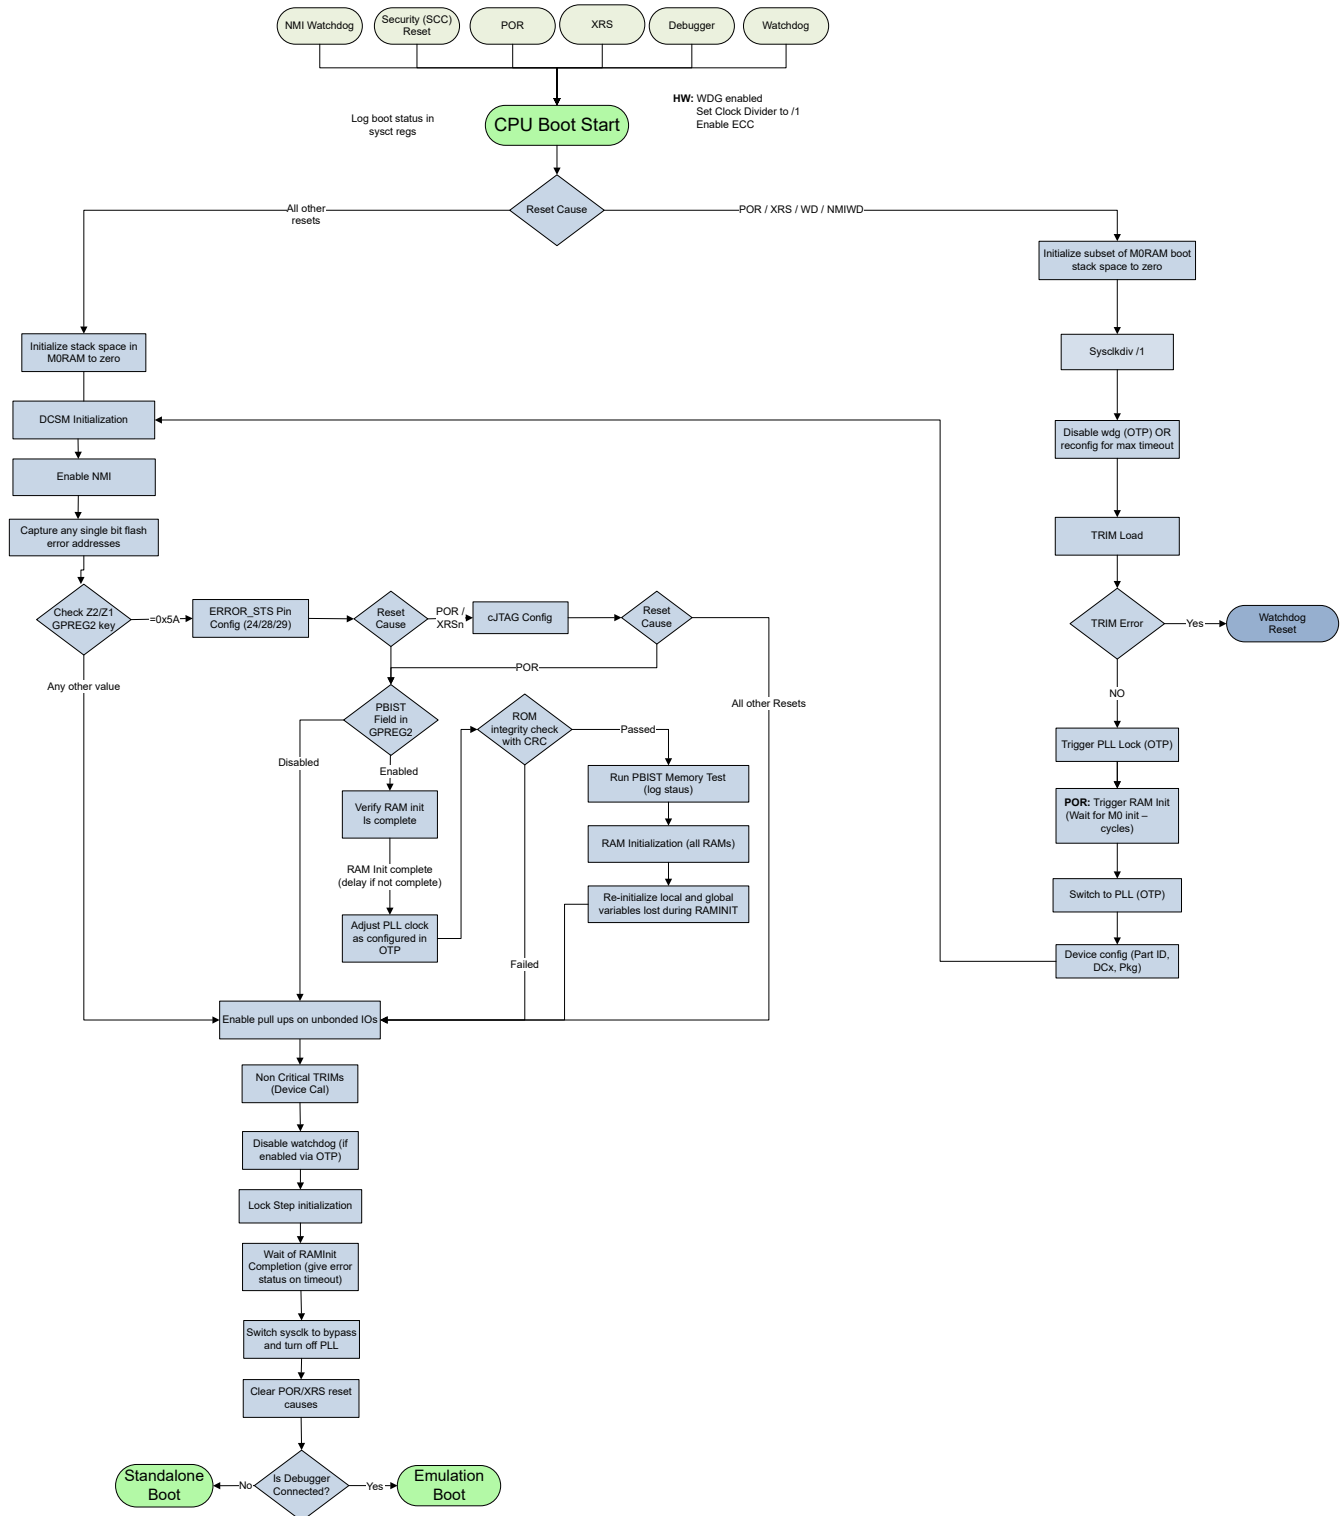 NMI Watchdog
Security (SCC)
Reset
POR
XRS
Debugger
Watchdog
Log boot status in
sysct regs
CPU Boot Start
HW: WDG enabled
Set Clock Divider to /1
Enable ECC
Reset Cause
All other
resets
POR / XRS / WD / NMIWD
Initialize subset of M0RAM boot
stack space to zero
Initialize stack space in
M0RAM to zero
Sysclkdiv /1
DCSM Initialization
Disable wdg (OTP) OR
reconfig for max timeout
Enable NMI
Capture any single bit flash
error addresses
TRIM Load
Check Z2/Z1
GPREG2 key
=0x5A
ERROR_STS Pin
Config (24/28/29)
Reset
Cause
POR /
XRSn
cJTAG Config
Reset
Cause
TRIM Error
Yes
Watchdog
Reset
POR
Any other value
NO
All other Resets
PBIST
Field in
GPREG2
ROM
integrity check
with CRC
Passed
Trigger PLL Lock (OTP)
Disabled
Enabled
Run PBIST Memory Test
(log staus)
Verify RAM init
Is complete
POR: Trigger RAM Init
(Wait for M0 init –
cycles)
RAM Initialization (all RAMs)
RAM Init complete
(delay if not complete)
Re-initialize local and global
variables lost during RAMINIT
Switch to PLL (OTP)
Adjust PLL clock
as configured in
OTP
Failed
Device config (Part ID,
DCx, Pkg)
Enable pull ups on unbonded IOs
Non Critical TRIMs
(Device Cal)
Disable watchdog (if
enabled via OTP)
Lock Step initialization
Wait of RAMInit
Completion (give error
status on timeout)
Switch sysclk to bypass
and turn off PLL
Clear POR/XRS reset
causes
Standalone
Boot
No
Is Debugger
Connected?
Yes
Emulation
Boot